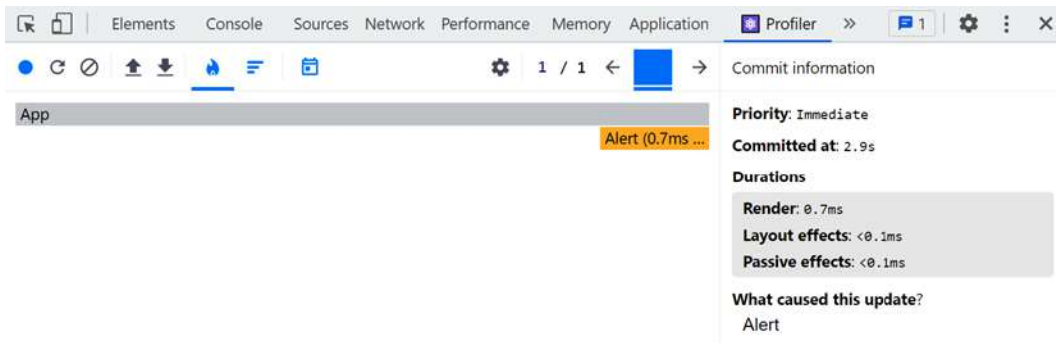 Elements Console Sources Network Performance Memory Application Profiler » 1
1 / 1 Commit information
App
Alert (0.7ms ...
Priority: Immediate
Committed at: 2.9s
Durations
Render: 0.7ms
Layout effects: <0.1ms
Passive effects: <0.1ms
What caused this update?
Alert